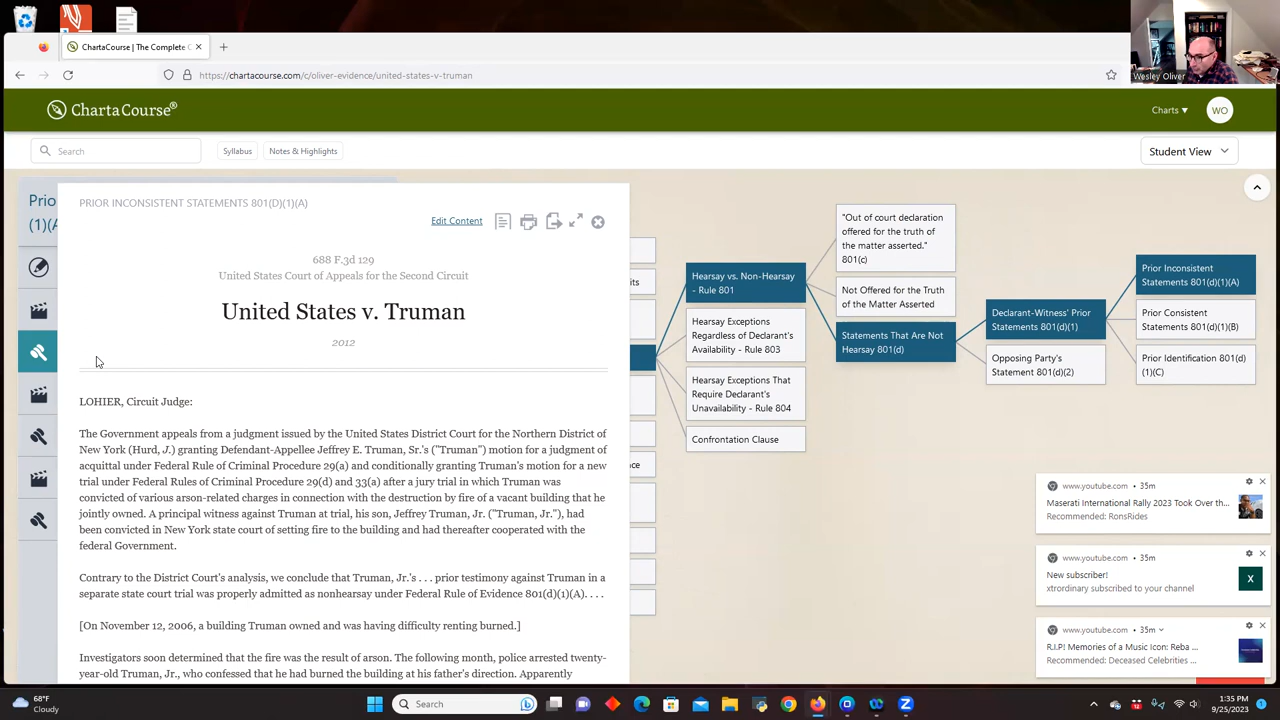 ChartaCourse | The Complete C
https://chartacourse.com/c/oliver-evidence/united-states-v-truman
Wesley Oliver
ChartaCourse®
Charts
WO
Search
Syllabus
Notes & Highlights
Student View
Prio
(1)(A
PRIOR INCONSISTENT STATEMENTS 801(D)(1)(A)
Edit Content
688 F.3d 129
United States Court of Appeals for the Second Circuit
United States v. Truman
2012
LOHIER, Circuit Judge:
The Government appeals from a judgment issued by the United States District Court for the Northern District of
New York (Hurd, J.) granting Defendant-Appellee Jeffrey E. Truman, Sr.'s ("Truman") motion for a judgment of
acquittal under Federal Rule of Criminal Procedure 29(a) and conditionally granting Truman's motion for a new
trial under Federal Rules of Criminal Procedure 29(d) and 33(a) after a jury trial in which Truman was
convicted of various arson-related charges in connection with the destruction by fire of a vacant building that he
jointly owned. A principal witness against Truman at trial, his son, Jeffrey Truman, Jr. ("Truman, Jr."), had
been convicted in New York state court of setting fire to the building and had thereafter cooperated with the
federal Government.
Contrary to the District Court's analysis, we conclude that Truman, Jr.'s . . . prior testimony against Truman in a
separate state court trial was properly admitted as nonhearsay under Federal Rule of Evidence 801(d)(1)(A). . . .
[On November 12, 2006, a building Truman owned and was having difficulty renting burned.]
Investigators soon determined that the fire was the result of arson. The following month, police arrested twenty-
year-old Truman, Jr., who confessed that he had burned the building at his father's direction. Apparently
its
ce
Hearsay vs. Non-Hearsay
- Rule 801
Hearsay Exceptions
Regardless of Declarant's
Availability - Rule 803
Hearsay Exceptions That
Require Declarant's
Unavailability - Rule 804
Confrontation Clause
"Out of court declaration
offered for the truth of
the matter asserted."
801(c)
Not Offered for the Truth
of the Matter Asserted
Statements That Are Not
Hearsay 801(d)
Declarant-Witness' Prior
Statements 801(d)(1)
Opposing Party's
Statement 801(d)(2)
Prior Inconsistent
Statements 801(d)(1)(A)
Prior Consistent
Statements 801(d)(1)(B)
Prior Identification 801(d)
(1)(C)
www.youtube.com • 35m
Maserati International Rally 2023 Took Over th...
Recommended: RonsRides
www.youtube.com • 35m
New subscriber!
xtrordinary subscribed to your channel
X
www.youtube.com • 35m
R.I.P! Memories of a Music Icon: Reba ...
Recommended: Deceased Celebrities ...
68°F
Cloudy
Search
1:35 PM
9/25/2023